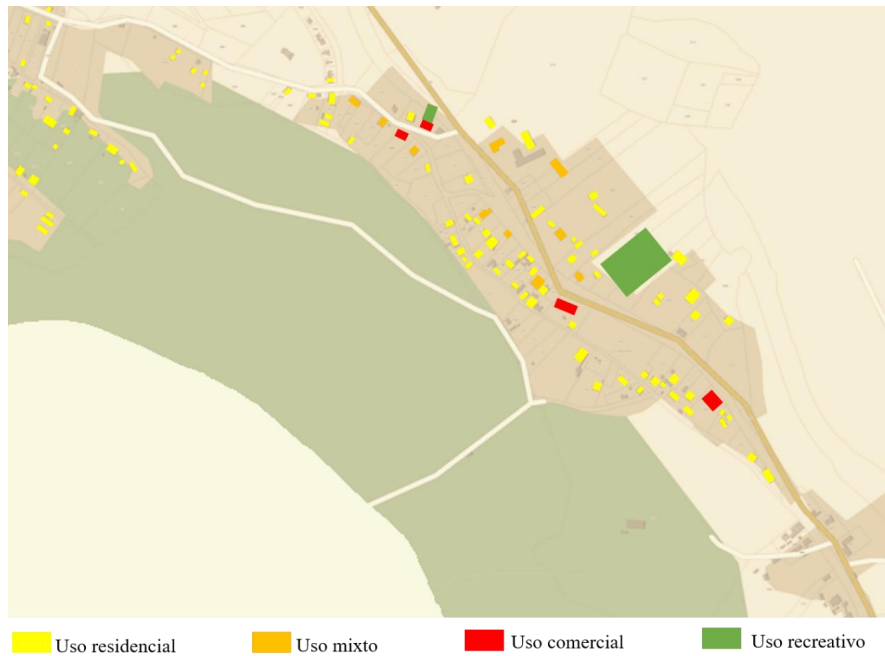 Uso residencial
Uso mixto
Uso comercial
Uso recreativo